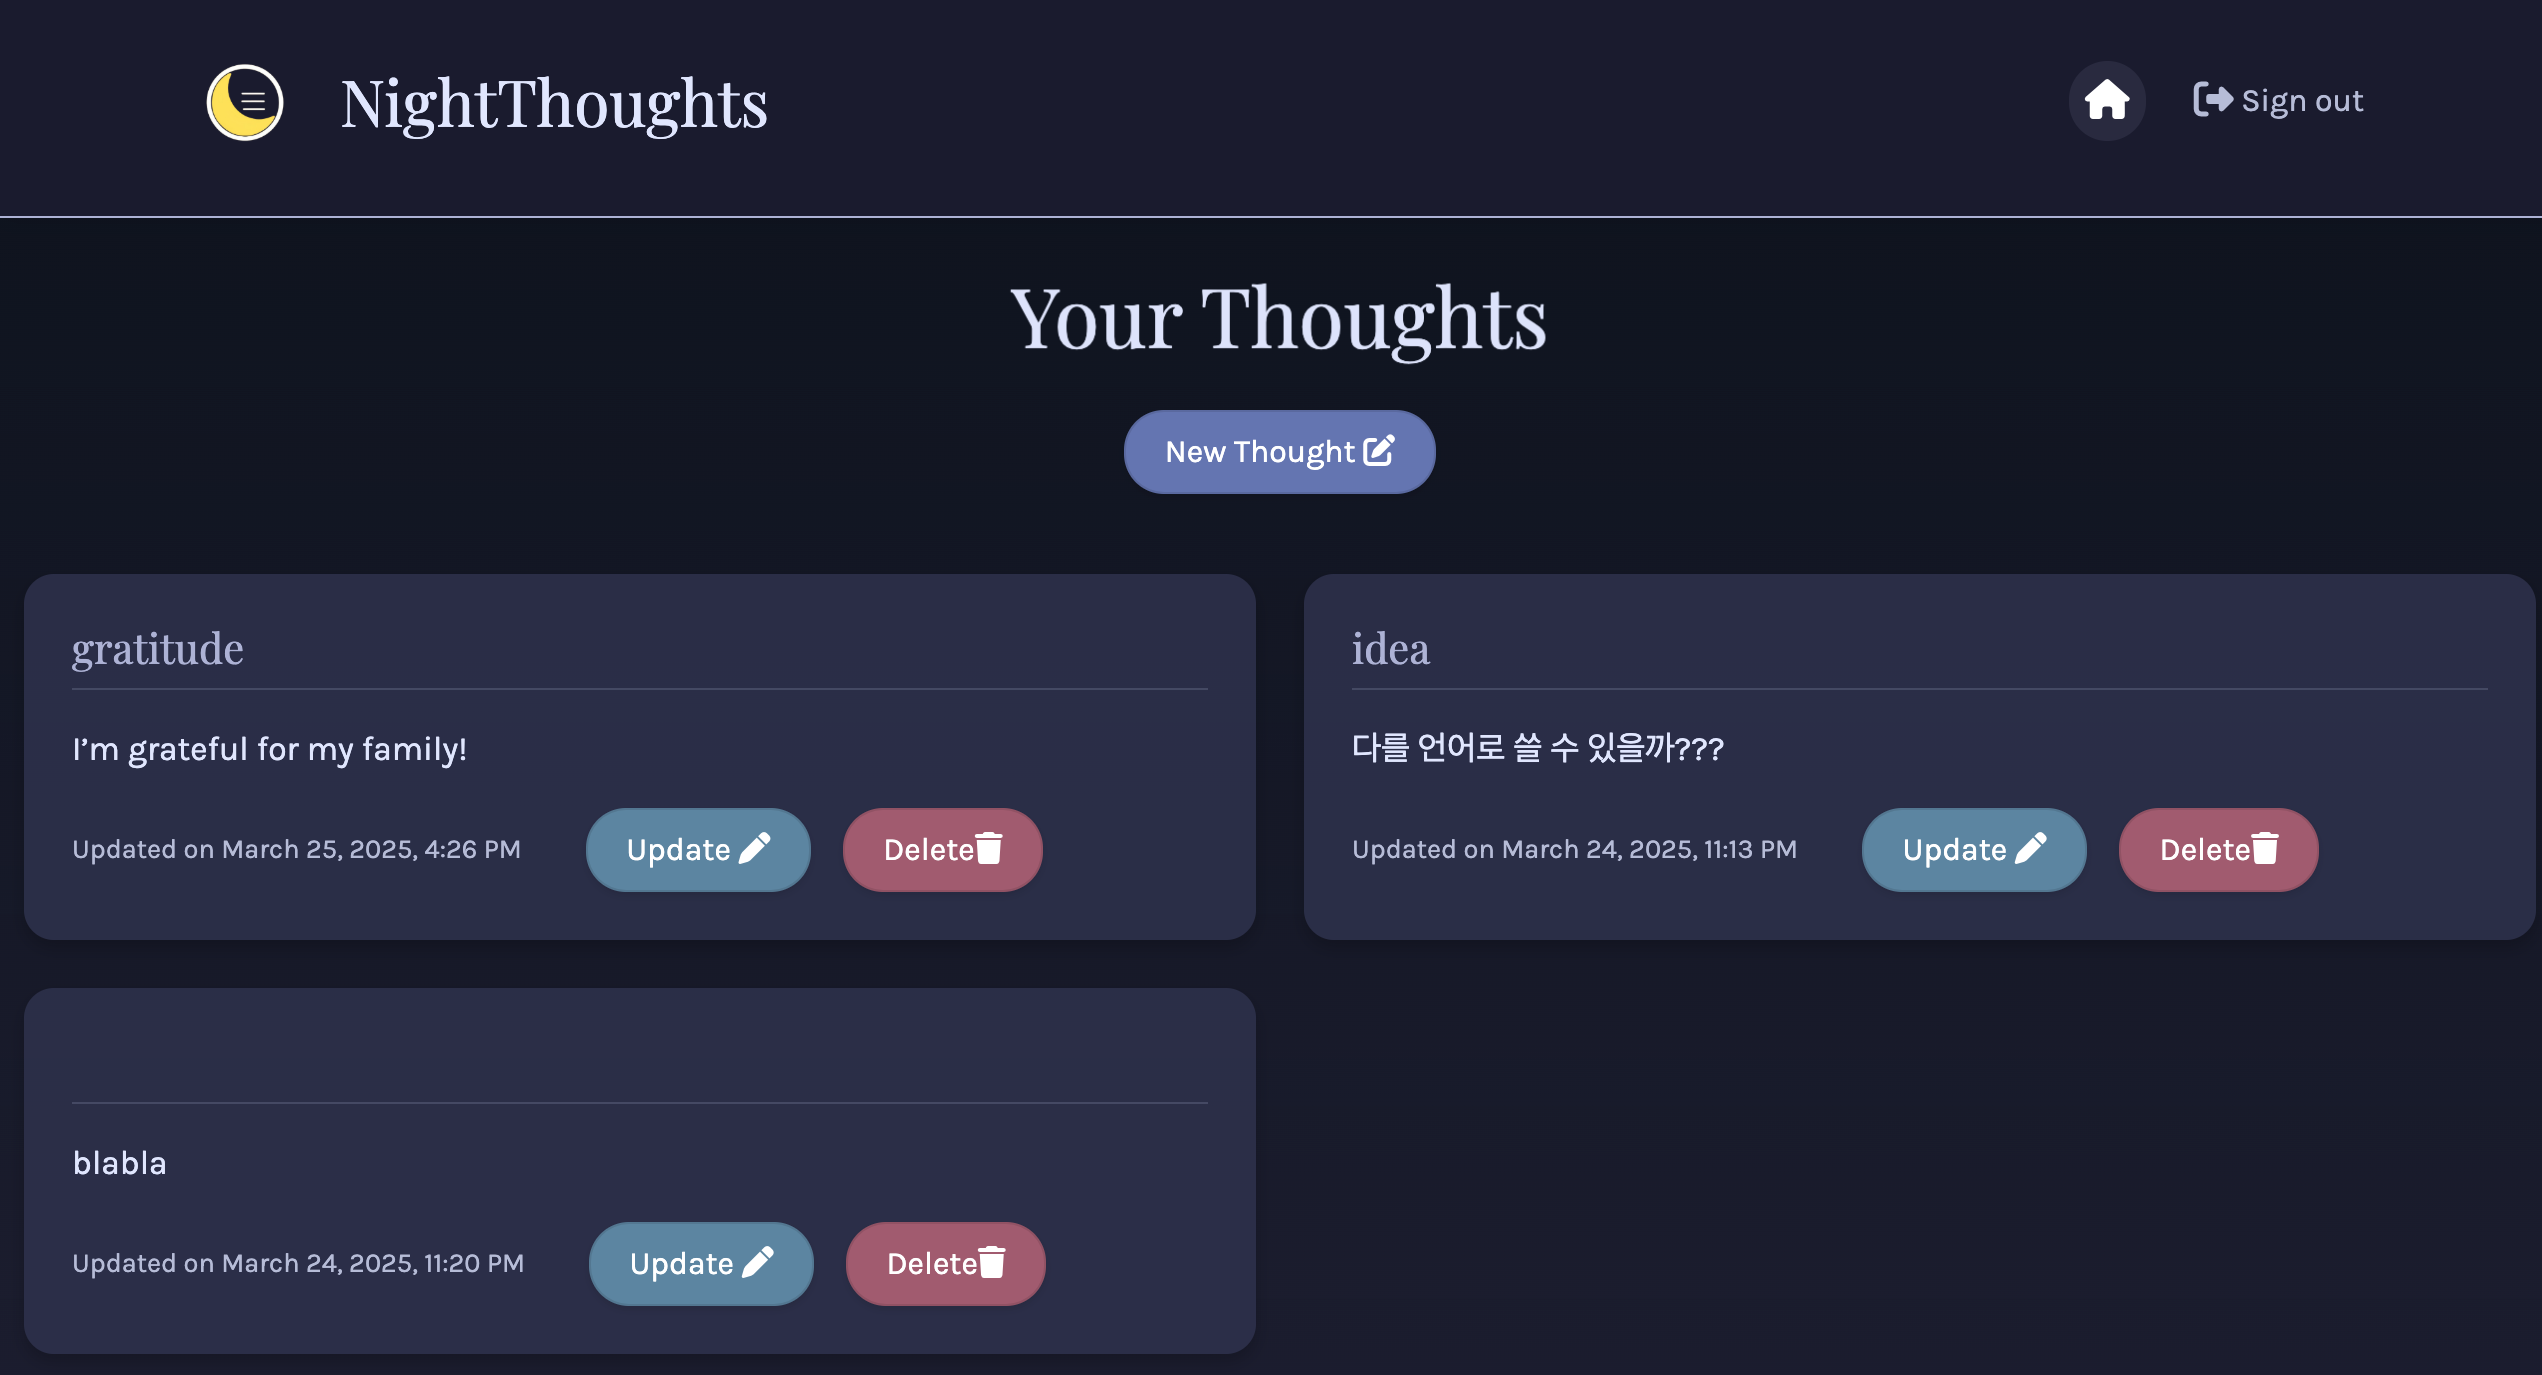 NightThoughts
Sign out
Your Thoughts
New Thought
gratitude
I'm grateful for my family!
Updated on March 25, 2025, 4:26 PM
Update
Delete
idea
다를 언어로 쓸 수 있을까???
Updated on March 24, 2025, 11:13 PM
Update
Delete
blabla
Updated on March 24, 2025, 11:20 PM
Update
Delete